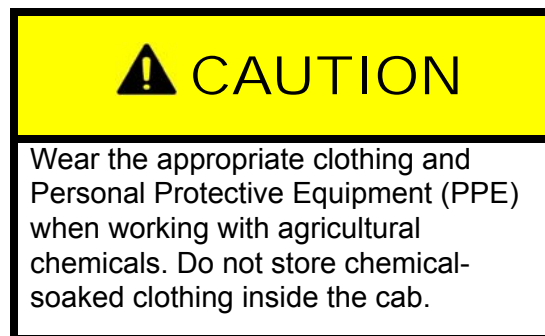 CAUTION
Wear the appropriate clothing and
Personal Protective Equipment (PPE)
when working with agricultural
chemicals. Do not store chemical-
soaked clothing inside the cab.